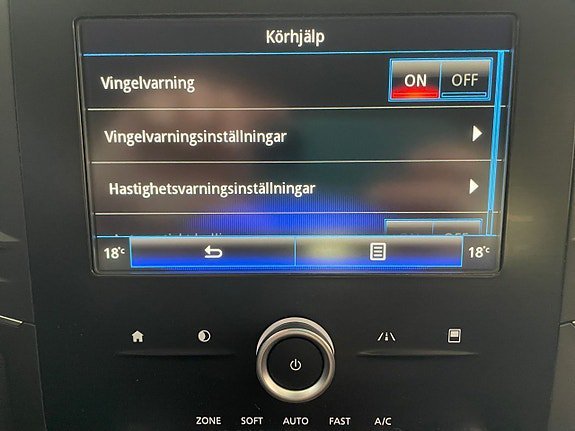 Körhjälp
Vingelvarning ON OFF
Vingelvarningsinställningar
Hastighetsvarningsinställningar
18°c 18°c
ZONE SOFT AUTO FAST A/C